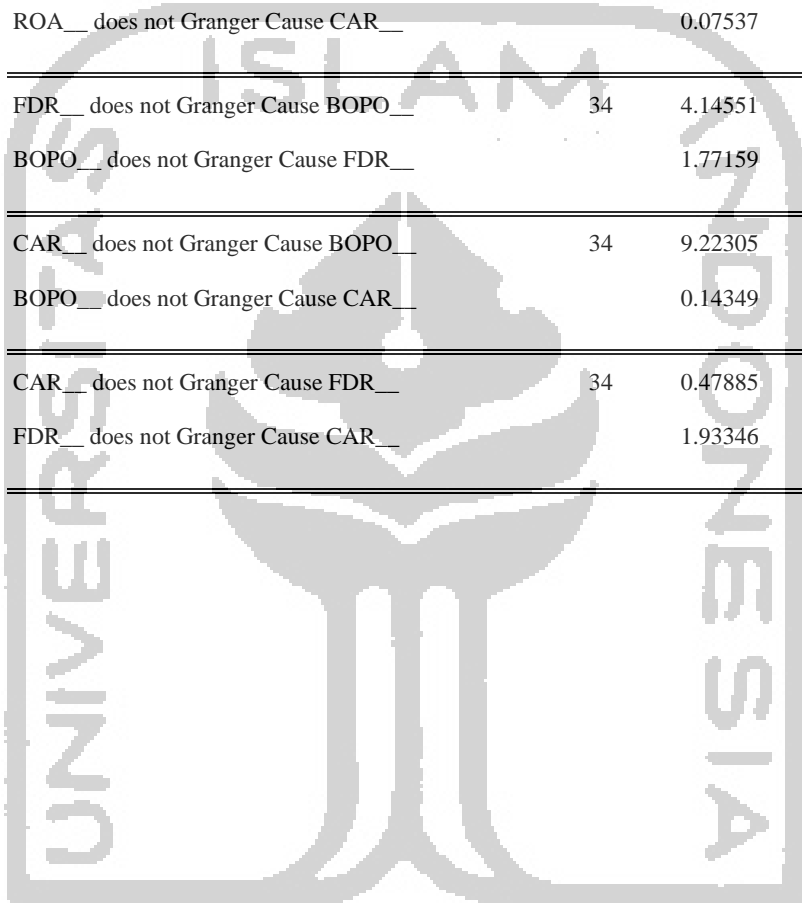 ROA__ does not Granger Cause CAR__ 0.07537
FDR__ does not Granger Cause BOPO__ 34 4.14551
BOPO__ does not Granger Cause FDR__ 1.77159
CAR__ does not Granger Cause BOPO__ 34 9.22305
BOPO__ does not Granger Cause CAR__ 0.14349
CAR__ does not Granger Cause FDR__ 34 0.47885
FDR__ does not Granger Cause CAR__ 1.93346
UNIVERSITAS
ISLAM
INDONESIA